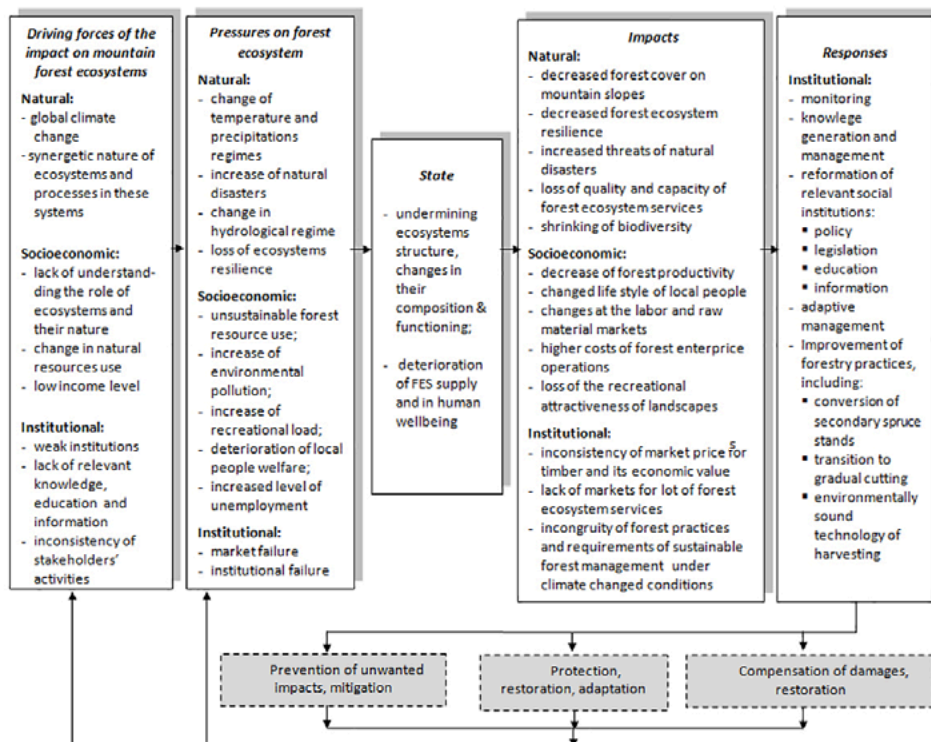 Driving forces of the
impact on mountain
forest ecosystems
Natural:
- global climate
change
- synergetic nature of
ecosystems and
processes in these
systems
Socioeconomic:
- lack of understan-
ding the role of
ecosystems and
their nature
- change in natural
resources use
- low income level
Institutional:
- weak institutions
- lack of relevant
knowledge,
education and
information
- inconsistency of
stakeholders'
activities
Pressures on forest
ecosystem
Natural:
- change of
temperature and
precipitations
regimes
- increase of natural
disasters
- change in
hydrological regime
- loss of ecosystems
resilience
Socioeconomic:
- unsustainable forest
resource use;
- increase of
environmental
pollution;
- increase of
recreational load;
- deterioration of local
people welfare;
- increased level of
unemployment
Institutional:
- market failure
- institutional failure
State
- undermining
ecosystems
structure,
changes in
their
composition &
functioning;
- deterioration
of FES supply
and in human
wellbeing
Impacts
Natural:
- decreased forest cover on
mountain slopes
- decreased forest ecosystem
resilience
- increased threats of natural
disasters
- loss of quality and capacity of
forest ecosystem services
- shrinking of biodiversity
Socioeconomic:
- decrease of forest productivity
- changed life style of local people
- changes at the labor and raw
material markets
- higher costs of forest enterprice
operations
- loss of the recreational
attractiveness of landscapes
Institutional:
s
- inconsistency of market price for
timber and its economic value
- lack of markets for lot of forest
ecosystem services
- incongruity of forest practices
and requirements of sustainable
forest management under
climate changed conditions
Responses
Institutional:
- monitoring
- knowlege
generation and
management
- reformation of
relevant social
institutions:
▪ policy
▪ legislation
▪ education
▪ information
- adaptive
management
- Improvement of
forestry practices,
including:
▪ conversion of
secondary spruce
stands
▪ transition to
gradual cutting
▪ environmentally
sound
technology of
harvesting
Prevention of unwanted
impacts, mitigation
Protection,
restoration, adaptation
Compensation of damages,
restoration